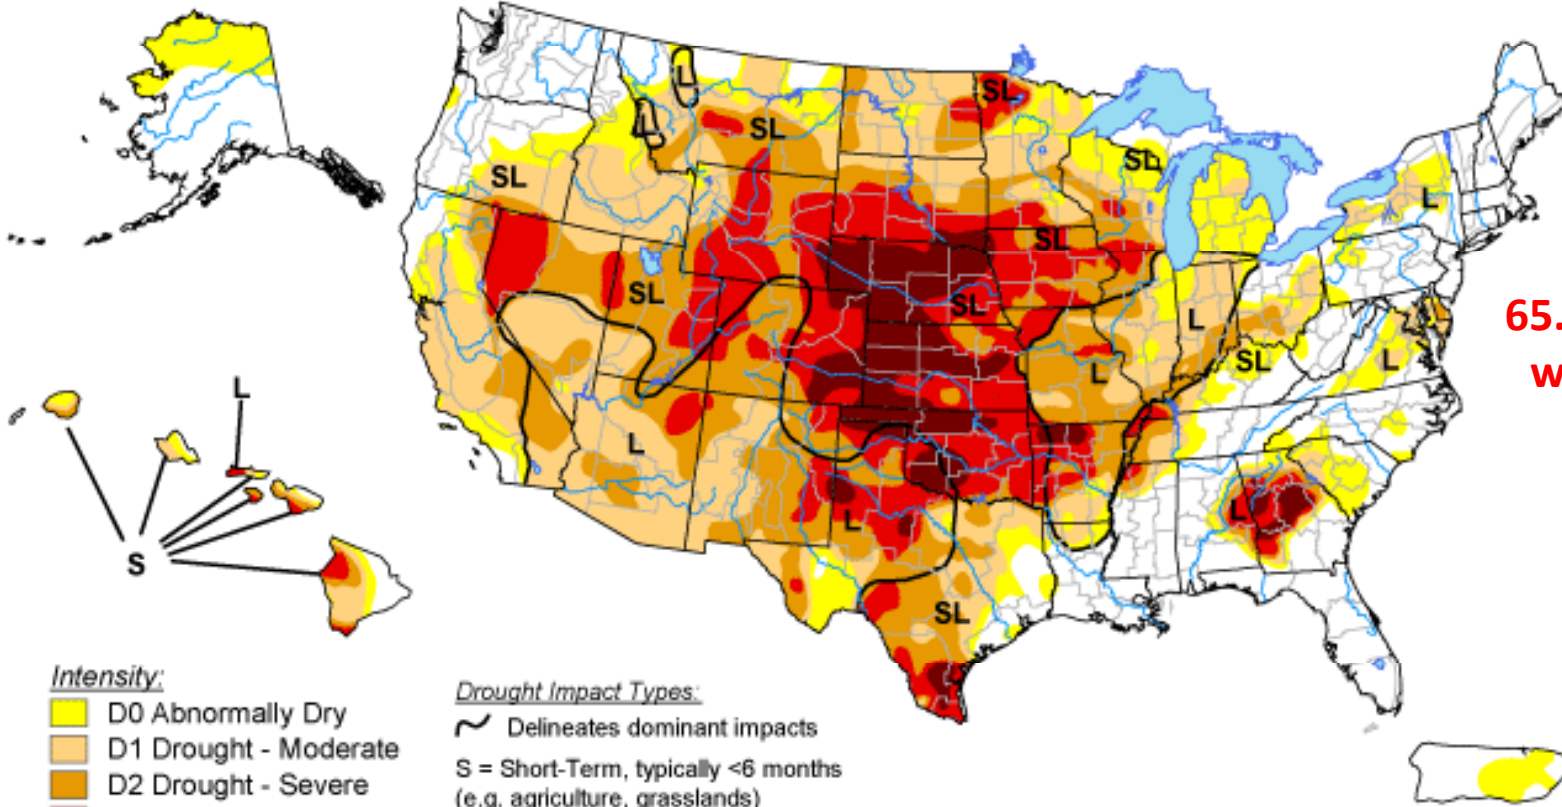 L
SL
L
SL
SL
SL
L
SL
SL
65.
w
SL
L
SL
L
L
L
L
L
L
SL
S
Intensity:
D0 Abnormally Dry
D1 Drought - Moderate
D2 Drought - Severe
Drought Impact Types:
Delineates dominant impacts
S = Short-Term, typically <6 months
(e.g. agriculture, grasslands)